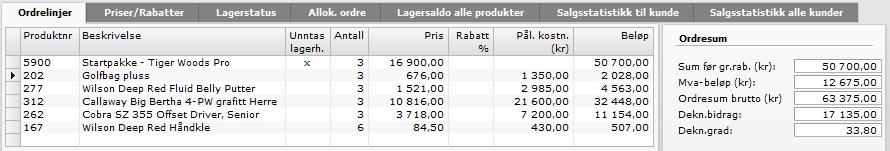 Ordrelinjer Priser/Rabatter Lagerstatus Allok. ordre Lagersaldo alle produkter Salgsstatistikk til kunde Salgsstatistikk alle kunder
Produktnr Beskrivelse Unntas lagerh. Antall Pris Rabatt % Pål. kostn. (kr) Beløp
5900 Startpakke - Tiger Woods Pro x 3 16 900,00 50 700,00
202 Golfbag pluss 3 676,00 1 350,00 2 028,00
277 Wilson Deep Red Fluid Belly Putter 3 1 521,00 2 985,00 4 563,00
312 Callaway Big Bertha 4-PW grafitt Herre 3 10 816,00 21 600,00 32 448,00
262 Cobra SZ 355 Offset Driver, Senior 3 3 718,00 7 200,00 11 154,00
167 Wilson Deep Red Håndkle 6 84,50 430,00 507,00
Ordresum
Sum før gr.rab. (kr): 50 700,00
Mva-beløp (kr): 12 675,00
Ordresum brutto (kr) 63 375,00
Dekn.bidrag: 17 135,00
Dekn.grad: 33,80